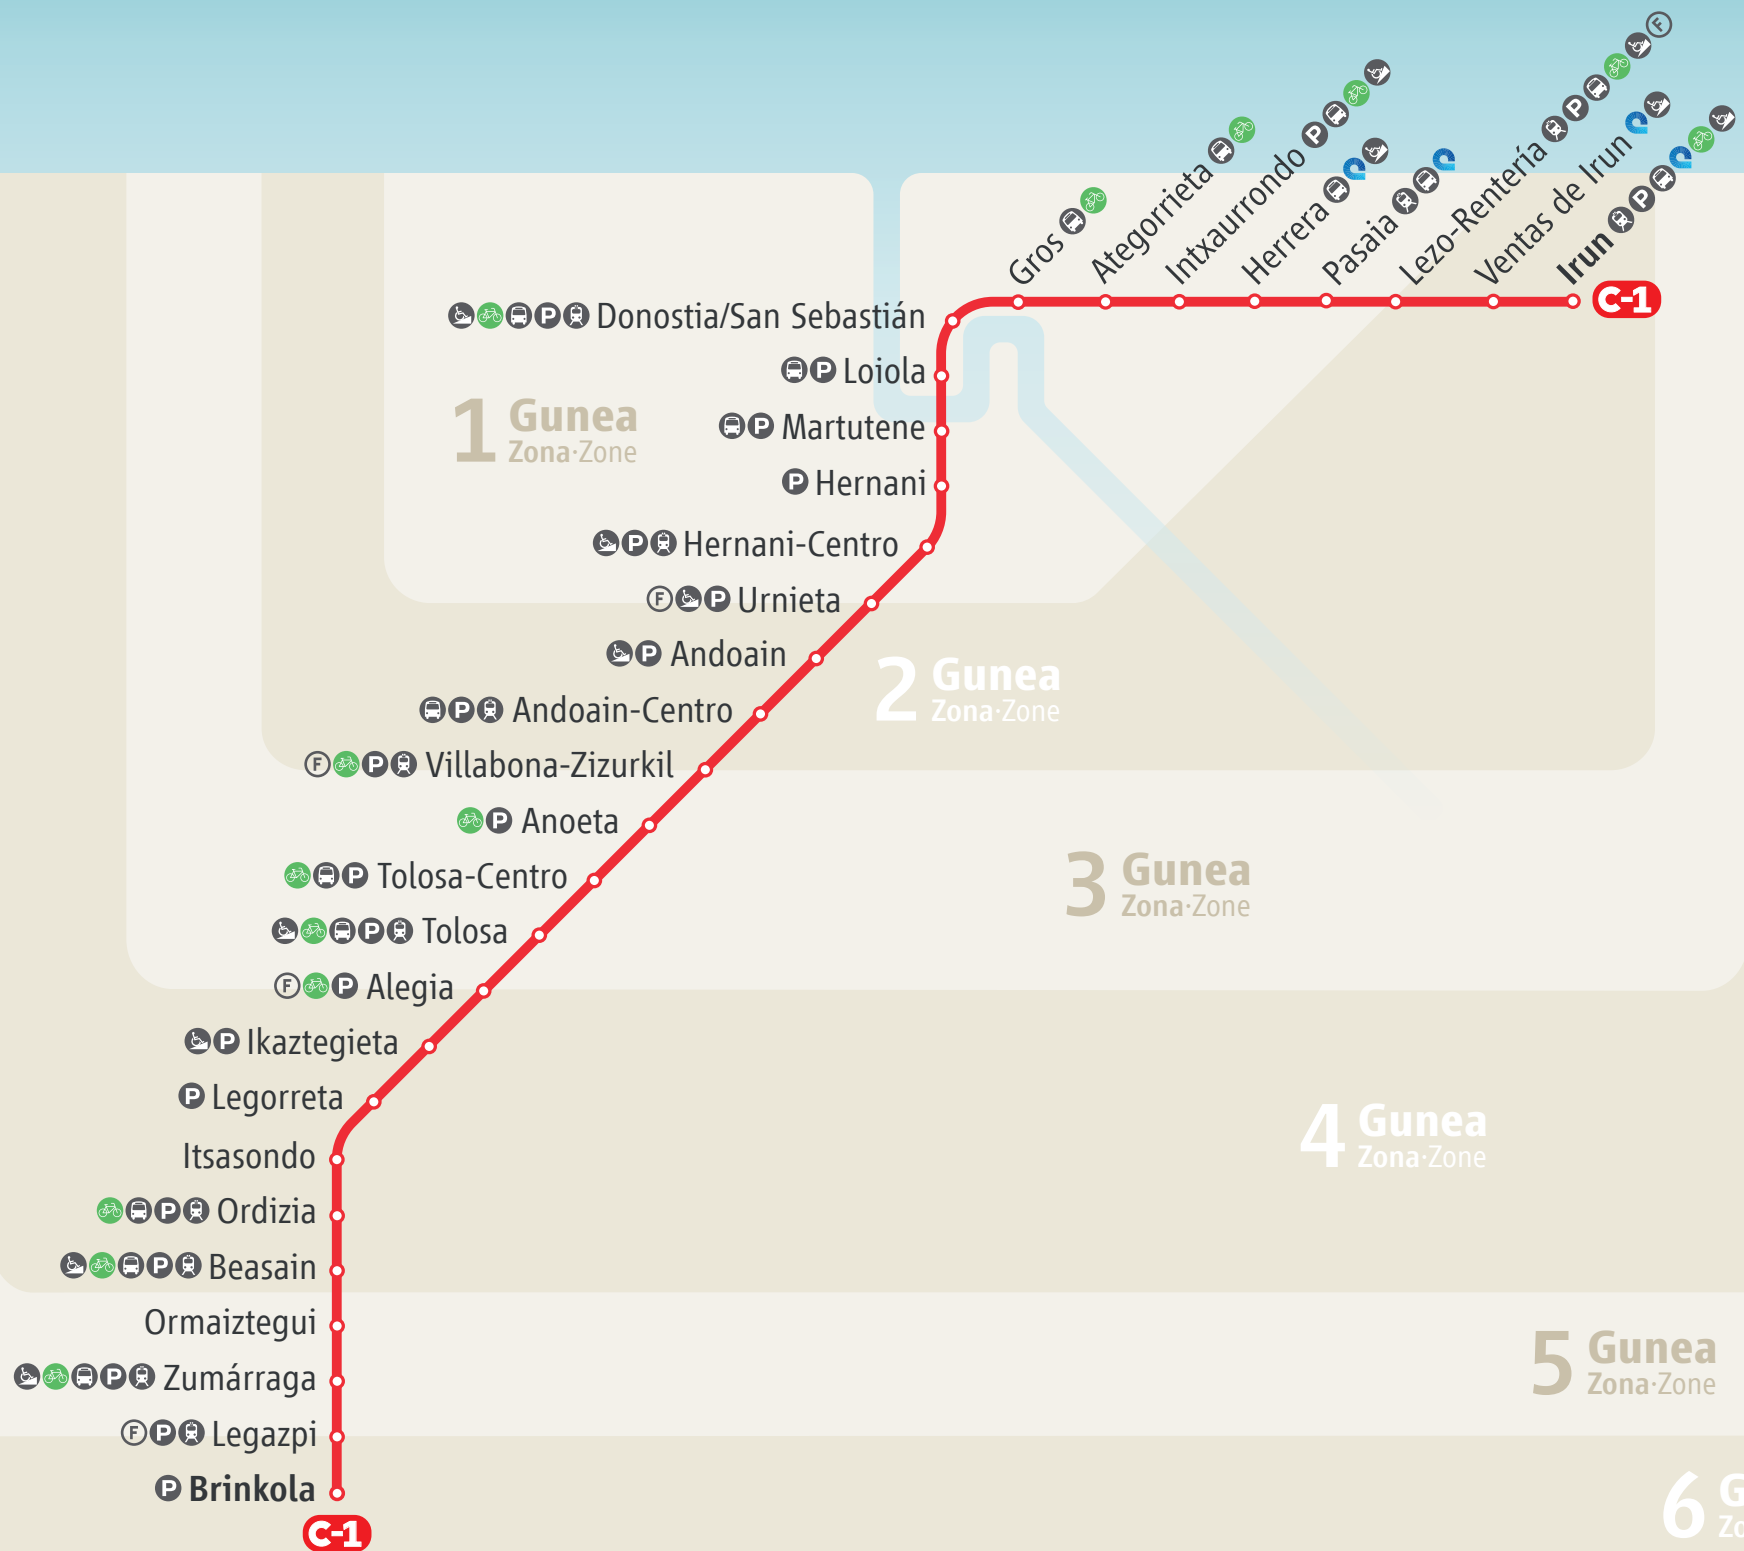 Gros
Ategorrieta
Intxaurrondo P
Herrera
Pasaia
Lezo-Rentería P F
Ventas de Irun
Irun P
C-1
P Donostia/San Sebastián
P Loiola
P Martutene
P Hernani
P Hernani-Centro
F P Urnieta
P Andoain
P Andoain-Centro
F P Villabona-Zizurkil
P Anoeta
P Tolosa-Centro
P Tolosa
F P Alegia
P Ikaztegieta
P Legorreta
Itsasondo
P Ordizia
P Beasain
Ormaiztegui
P Zumárraga
F P Legazpi
P Brinkola
C-1
1 Gunea
Zona·Zone
2 Gunea
Zona·Zone
3 Gunea
Zona·Zone
4 Gunea
Zona·Zone
5 Gunea
Zona·Zone
6 G
Zo